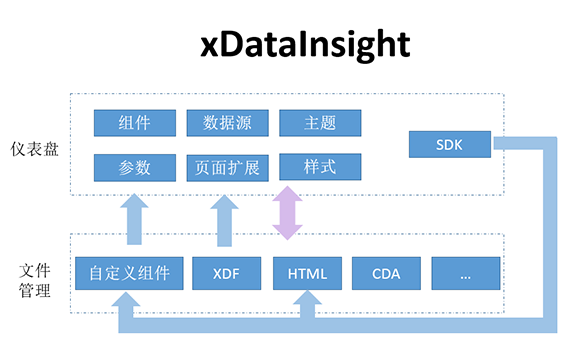 xDataInsight
组件
数据源
主题
仪表盘
SDK
参数
页面扩展
样式
文件
管理
自定义组件
XDF
HTML
CDA
...